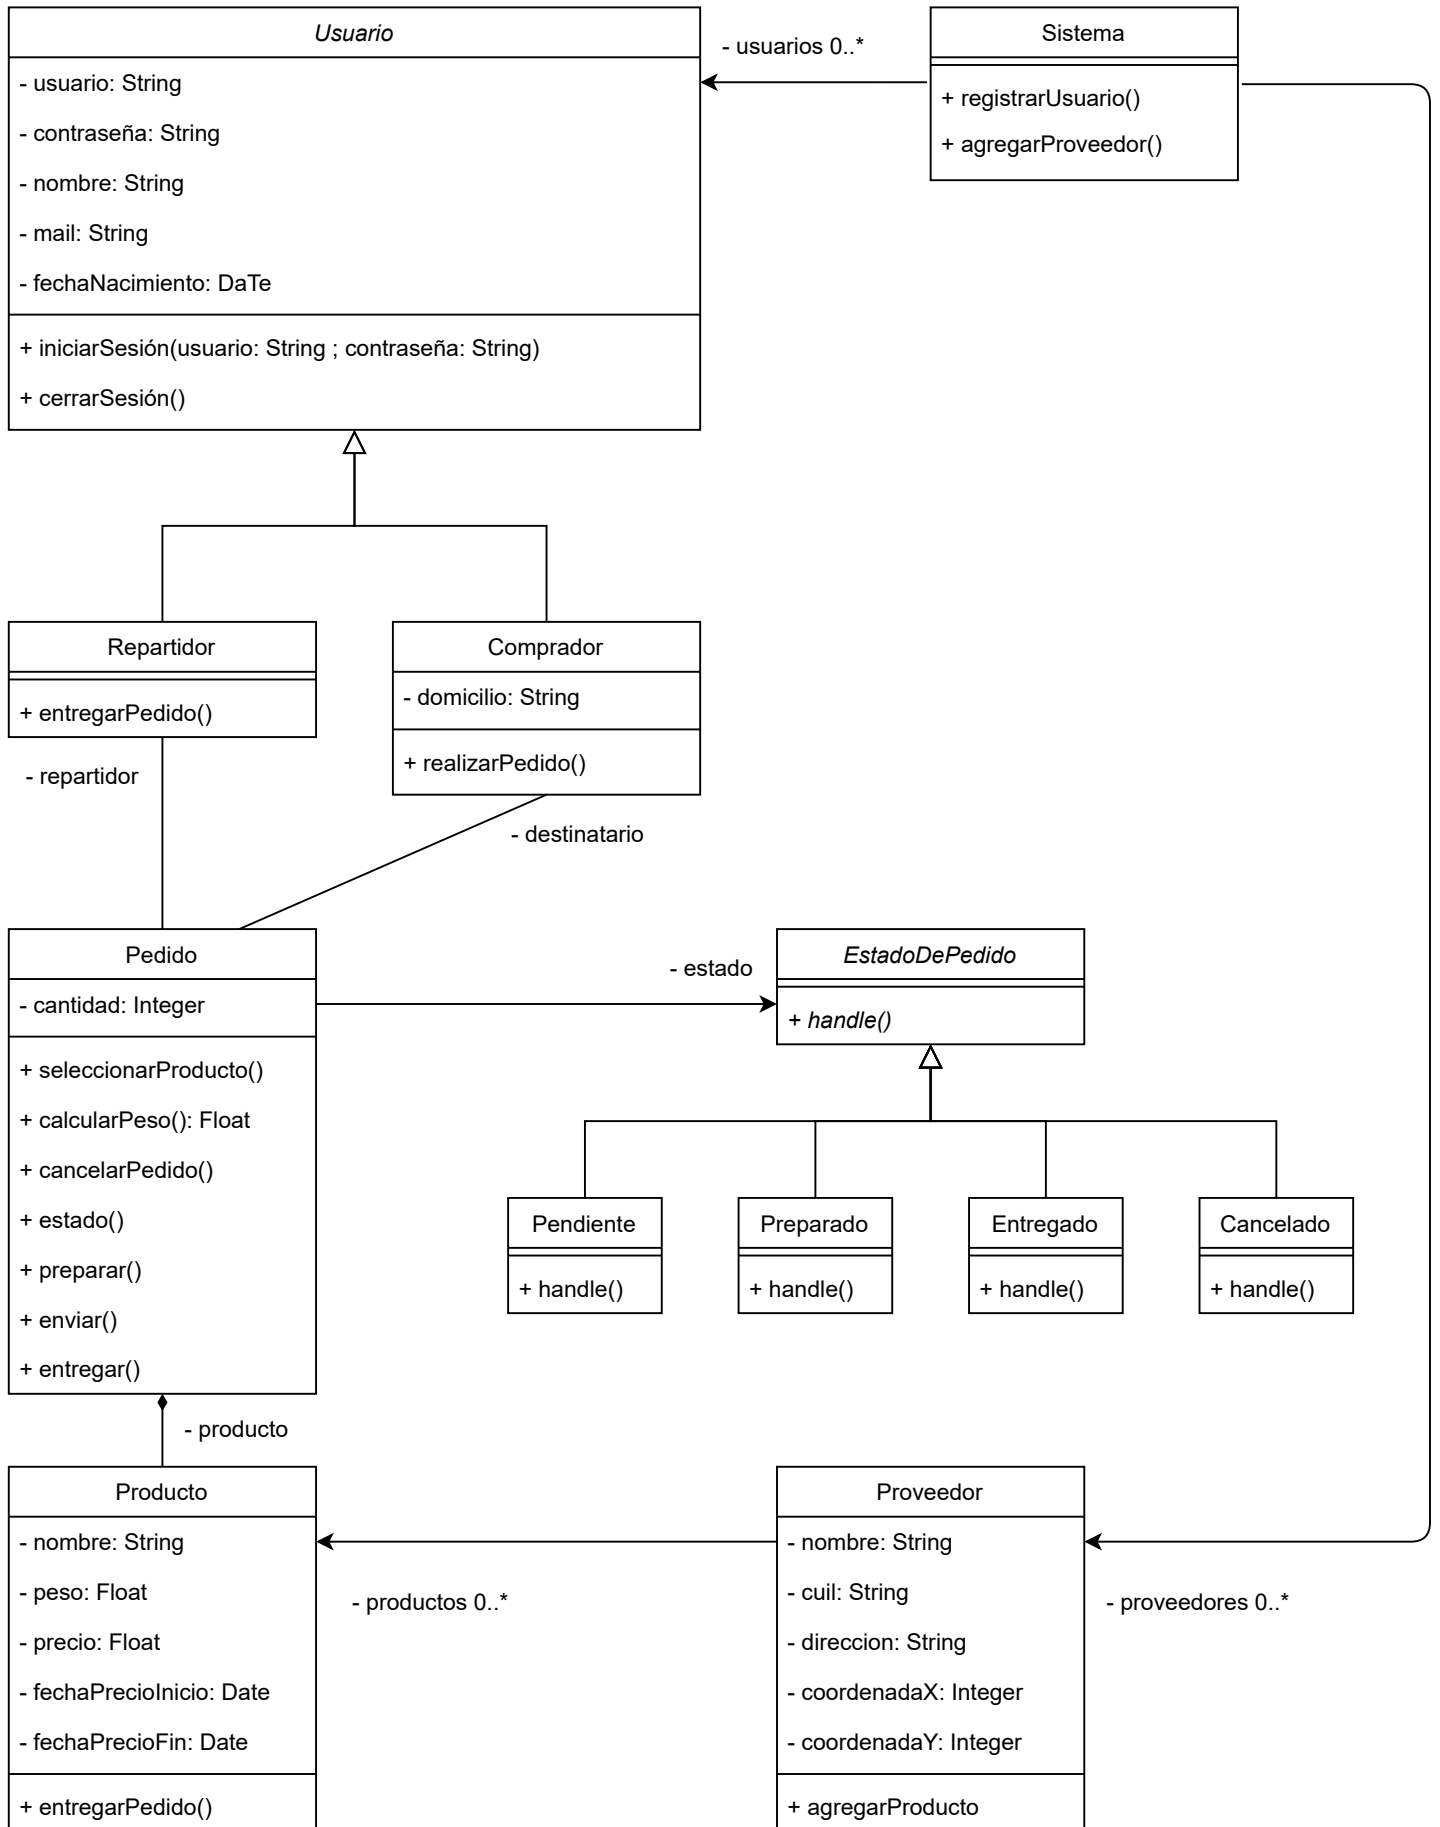 Usuario
- usuario: String
- contraseña: String
- nombre: String
- mail: String
- fechaNacimiento: DaTe
+ iniciarSesión(usuario: String ; contraseña: String)
+ cerrarSesión()
- usuarios 0..*
Sistema
+ registrarUsuario()
+ agregarProveedor()
Repartidor
+ entregarPedido()
- repartidor
Comprador
- domicilio: String
+ realizarPedido()
- destinatario
Pedido
- cantidad: Integer
+ seleccionarProducto()
+ calcularPeso(): Float
+ cancelarPedido()
+ estado()
+ preparar()
+ enviar()
+ entregar()
- estado
EstadoDePedido
+ handle()
Pendiente
+ handle()
Preparado
+ handle()
Entregado
+ handle()
Cancelado
+ handle()
- producto
Producto
- nombre: String
- peso: Float
- precio: Float
- fechaPrecioInicio: Date
- fechaPrecioFin: Date
+ entregarPedido()
- productos 0..*
Proveedor
- nombre: String
- cuil: String
- direccion: String
- coordenadaX: Integer
- coordenadaY: Integer
+ agregarProducto
- proveedores 0..*